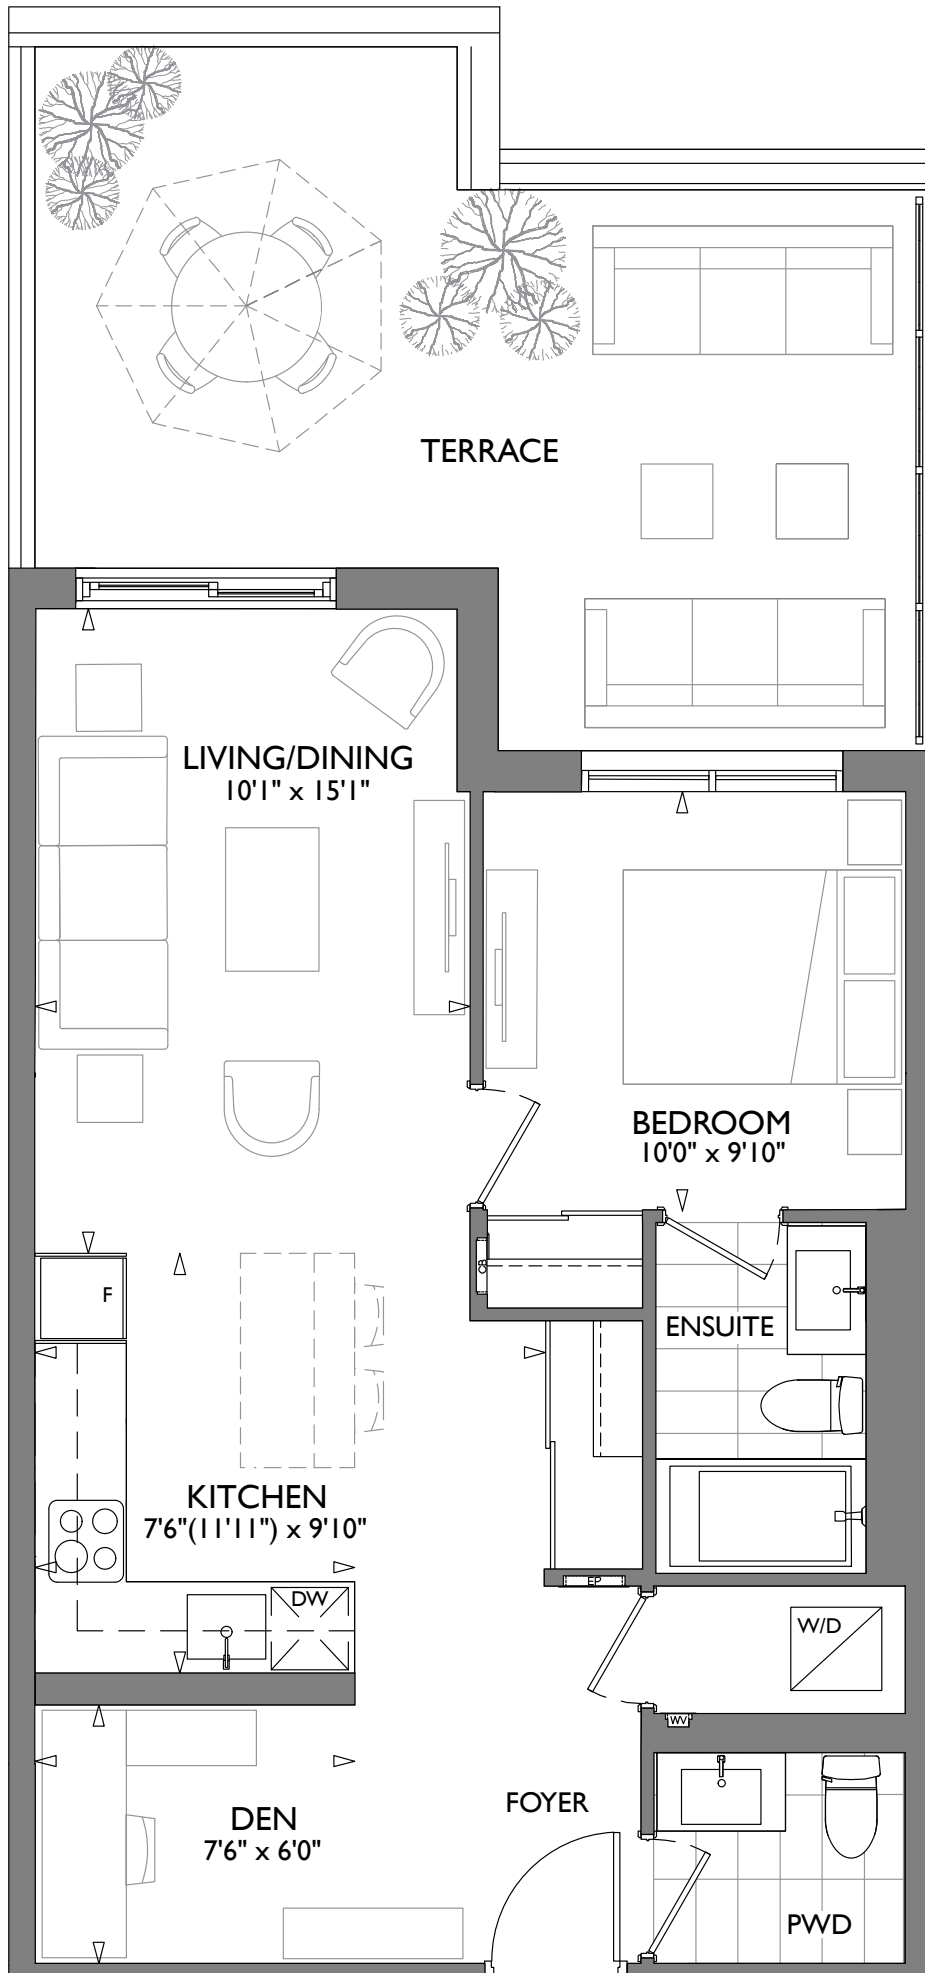 TERRACE
LIVING/DINING
10'1" x 15'1"
BEDROOM
10'0" x 9'10"
F
CB
ENSUITE
KITCHEN
7'6"(11'11") x 9'10"
EP
DW
W/D
WV
FOYER
DEN
7'6" x 6'0"
PWD